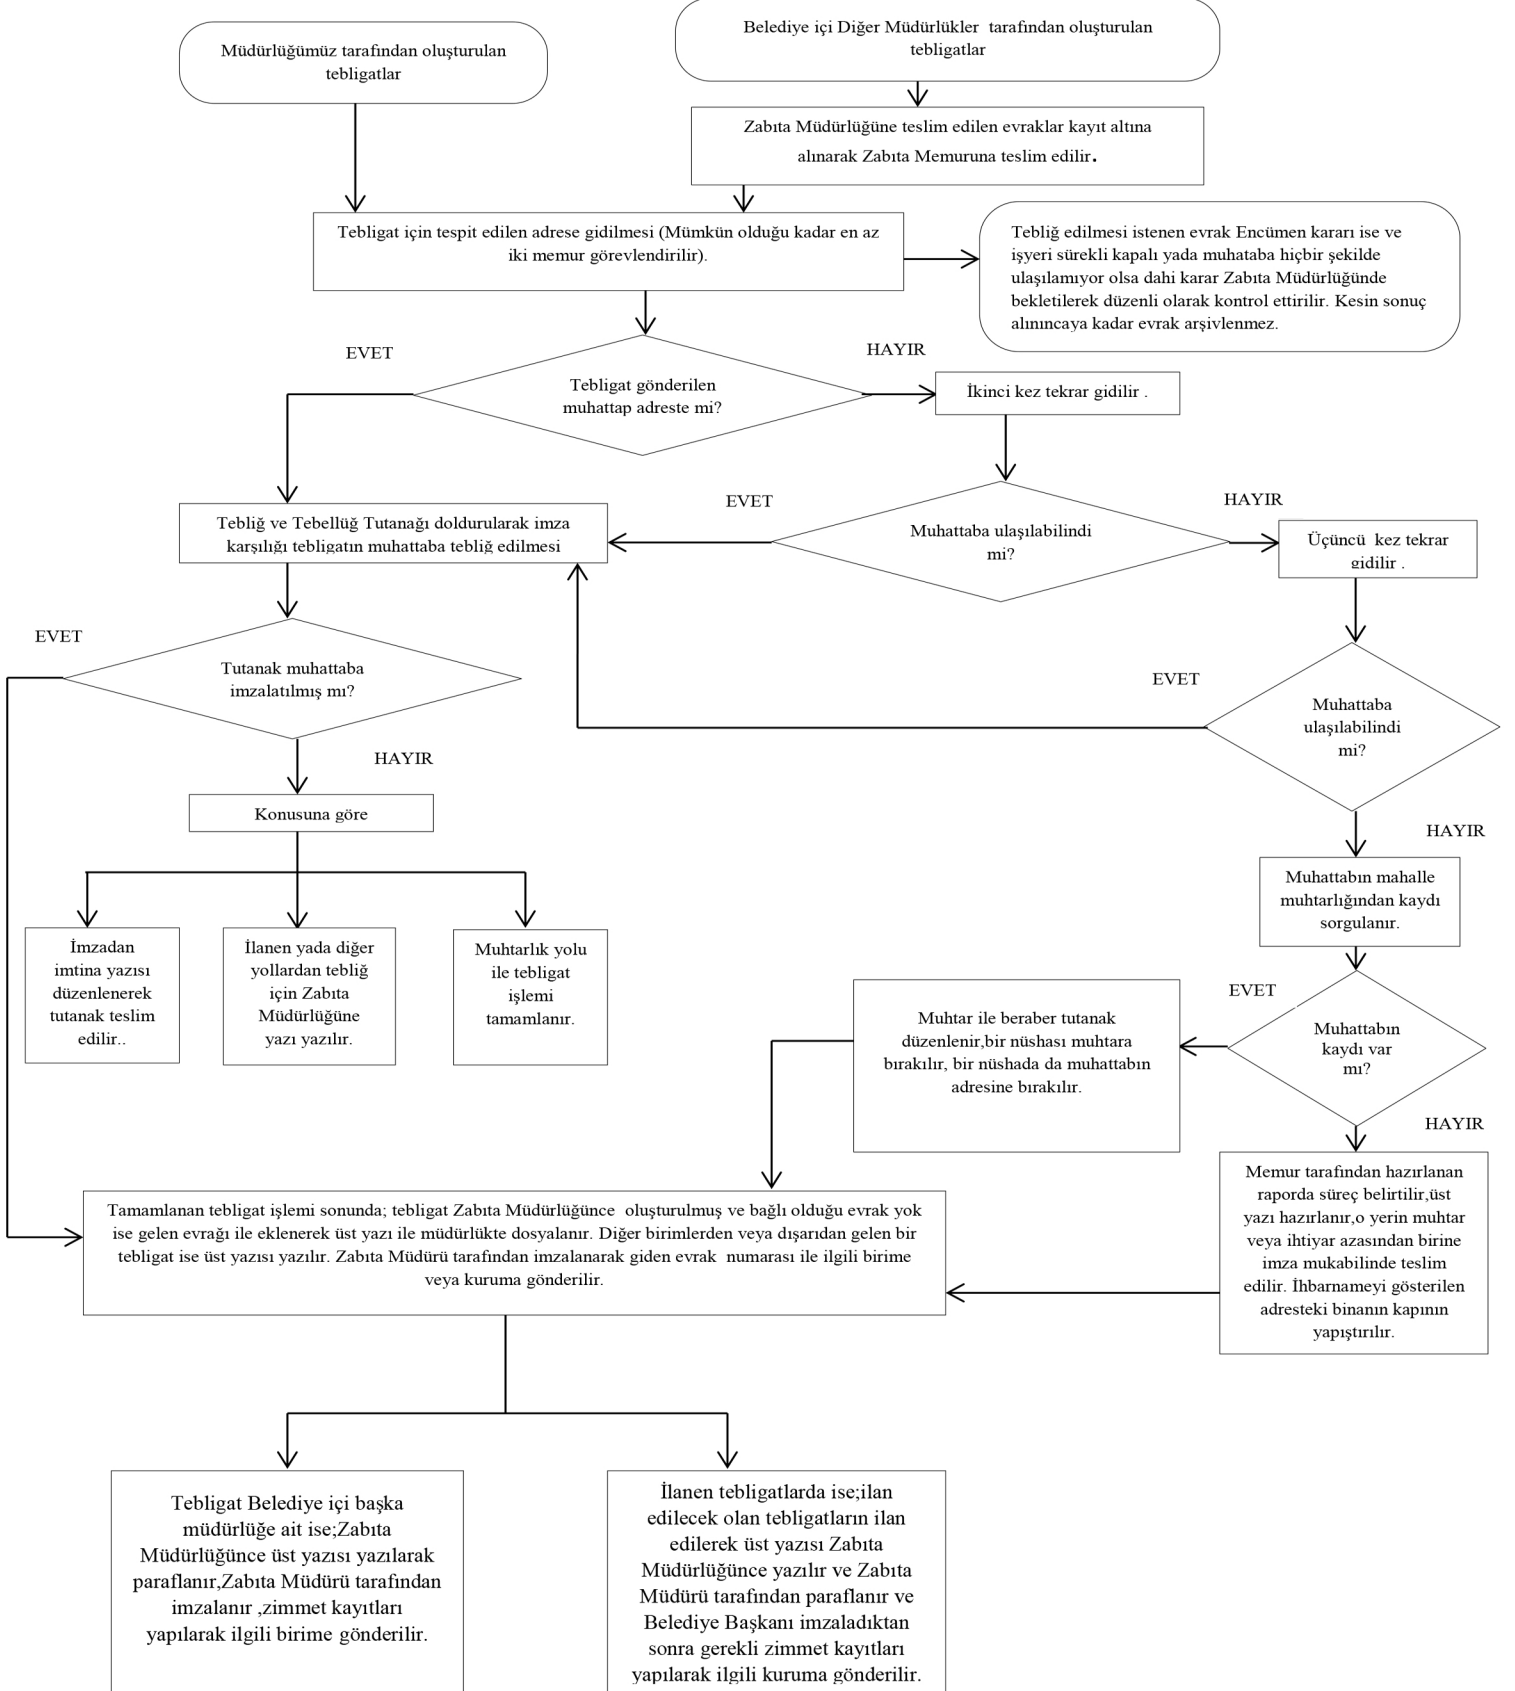 Müdürlüğümüz tarafından oluşturulan
tebligatlar
Belediye içi Diğer Müdürlükler tarafından oluşturulan
tebligatlar
Zabıta Müdürlüğüne teslim edilen evraklar kayıt altına
alınarak Zabıta Memuruna teslim edilir.
Tebligat için tespit edilen adrese gidilmesi (Mümkün olduğu kadar en az
iki memur görevlendirilir).
Tebliğ edilmesi istenen evrak Encümen kararı ise ve
işyeri sürekli kapalı yada muhataba hiçbir şekilde
ulaşılamıyor olsa dahi karar Zabıta Müdürlüğünde
bekletilerek düzenli olarak kontrol ettirilir. Kesin sonuç
alınıncaya kadar evrak arşivlenmez.
EVET
HAYIR
Tebligat gönderilen
muhattap adreste mi?
İkinci kez tekrar gidilir .
EVET
HAYIR
Tebliğ ve Tebellüğ Tutanağı doldurularak imza
karşılığı tebligatın muhattaba tebliğ edilmesi
Muhattaba ulaşılabilindi
mi?
Üçüncü kez tekrar
gidilir .
EVET
Tutanak muhattaba
imzalatılmış mı?
EVET
Muhattaba
ulaşılabilindi
mi?
HAYIR
Konusuna göre
HAYIR
Muhattabın mahalle
muhtarlığından kaydı
sorgulanır.
İmzadan
imtina yazısı
düzenlenerek
tutanak teslim
edilir..
İlanen yada diğer
yollardan tebliğ
için Zabıta
Müdürlüğüne
yazı yazılır.
Muhtarlık yolu
ile tebligat
işlemi
tamamlanır.
EVET
Muhtar ile beraber tutanak
düzenlenir,bir nüshası muhtara
bırakılır, bir nüshada da muhattabın
adresine bırakılır.
Muhattabın
kaydı var
mı?
HAYIR
Memur tarafından hazırlanan
raporda süreç belirtilir,üst
yazı hazırlanır,o yerin muhtar
veya ihtiyar azasından birine
imza mukabilinde teslim
edilir. İhbarnameyi gösterilen
adresteki binanın kapının
yapıştırılır.
Tamamlanan tebligat işlemi sonunda; tebligat Zabıta Müdürlüğünce oluşturulmuş ve bağlı olduğu evrak yok
ise gelen evrağı ile eklenerek üst yazı ile müdürlükte dosyalanır. Diğer birimlerden veya dışarıdan gelen bir
tebligat ise üst yazısı yazılır. Zabıta Müdürü tarafından imzalanarak giden evrak numarası ile ilgili birime
veya kuruma gönderilir.
Tebligat Belediye içi başka
müdürlüğe ait ise;Zabıta
Müdürlüğünce üst yazısı yazılarak
paraflanır,Zabıta Müdürü tarafından
imzalanır ,zimmet kayıtları
yapılarak ilgili birime gönderilir.
İlanen tebligatlarda ise;ilan
edilecek olan tebligatların ilan
edilerek üst yazısı Zabıta
Müdürlüğünce yazılır ve Zabıta
Müdürü tarafından paraflanır ve
Belediye Başkanı imzaladıktan
sonra gerekli zimmet kayıtları
yapılarak ilgili kuruma gönderilir.